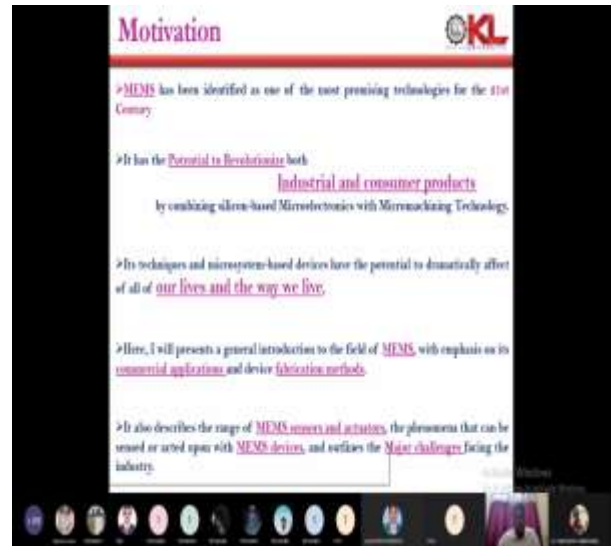 Motivation
KL
➢MEMS has been identified as one of the most promising technologies for the 21st
Century
➢It has the Potential to Revolutionize both
Industrial and consumer products
by combining silicon-based Microelectronics with Micromachining Technology.
➢Its techniques and microsystem-based devices have the potential to dramatically affect
of all of our lives and the way we live.
➢Here, I will presents a general introduction to the field of MEMS, with emphasis on its
commercial applications and device fabrication methods.
➢It also describes the range of MEMS sensors and actuators, the phenomena that can be
sensed or acted upon with MEMS devices, and outlines the Major challenges facing the
industry.